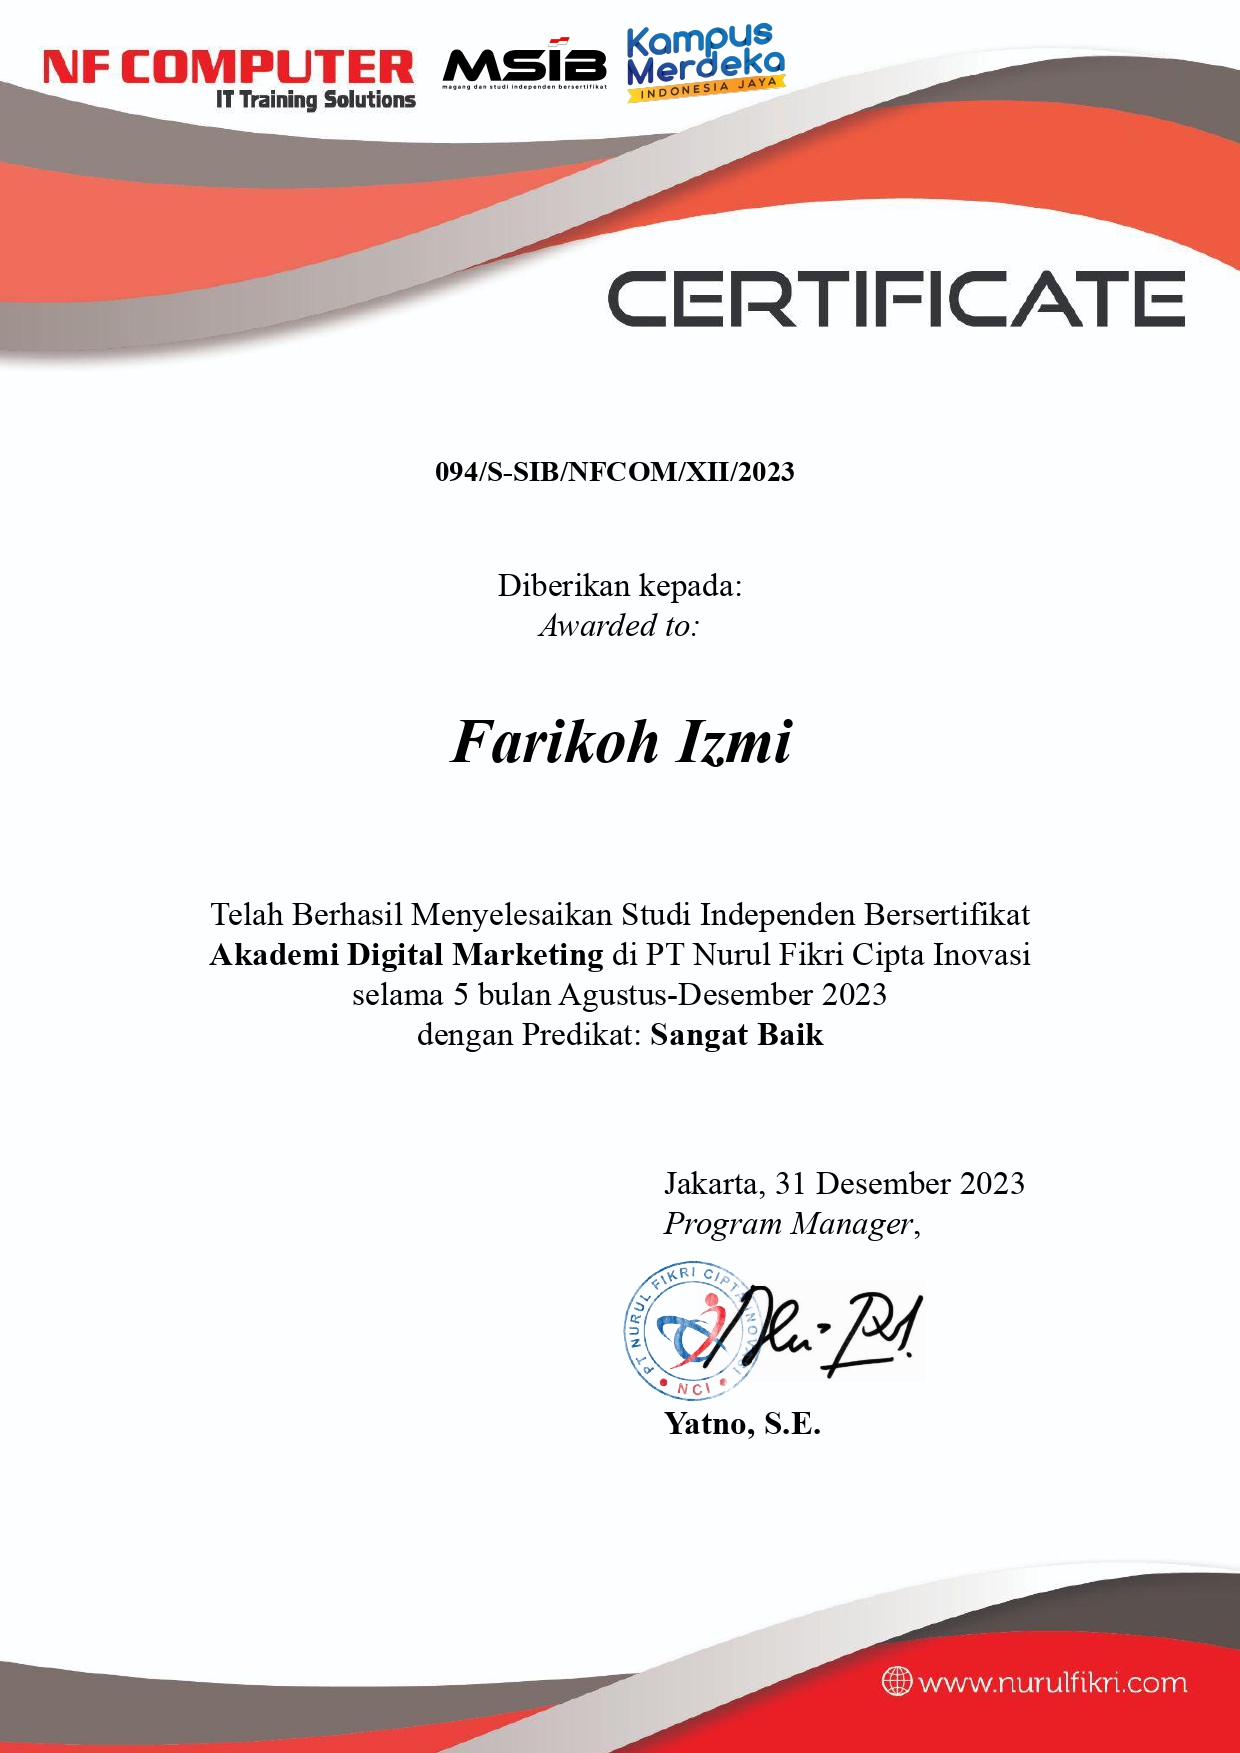 NF COMPUTER
IT Training Solutions
MSIB
magang dan studi independen bersertifikat
Kampus
Merdeka
INDONESIA JAYA
CERTIFICATE
094/S-SIB/NFCOM/XII/2023
Diberikan kepada:
Awarded to:
Farikoh Izmi
Telah Berhasil Menyelesaikan Studi Independen Bersertifikat
Akademi Digital Marketing di PT Nurul Fikri Cipta Inovasi
selama 5 bulan Agustus-Desember 2023
dengan Predikat: Sangat Baik
Jakarta, 31 Desember 2023
Program Manager,
PT NURUL FIKRI CIPTA INOVASI
NCI
Yatno, S.E.
www.nurulfikri.com